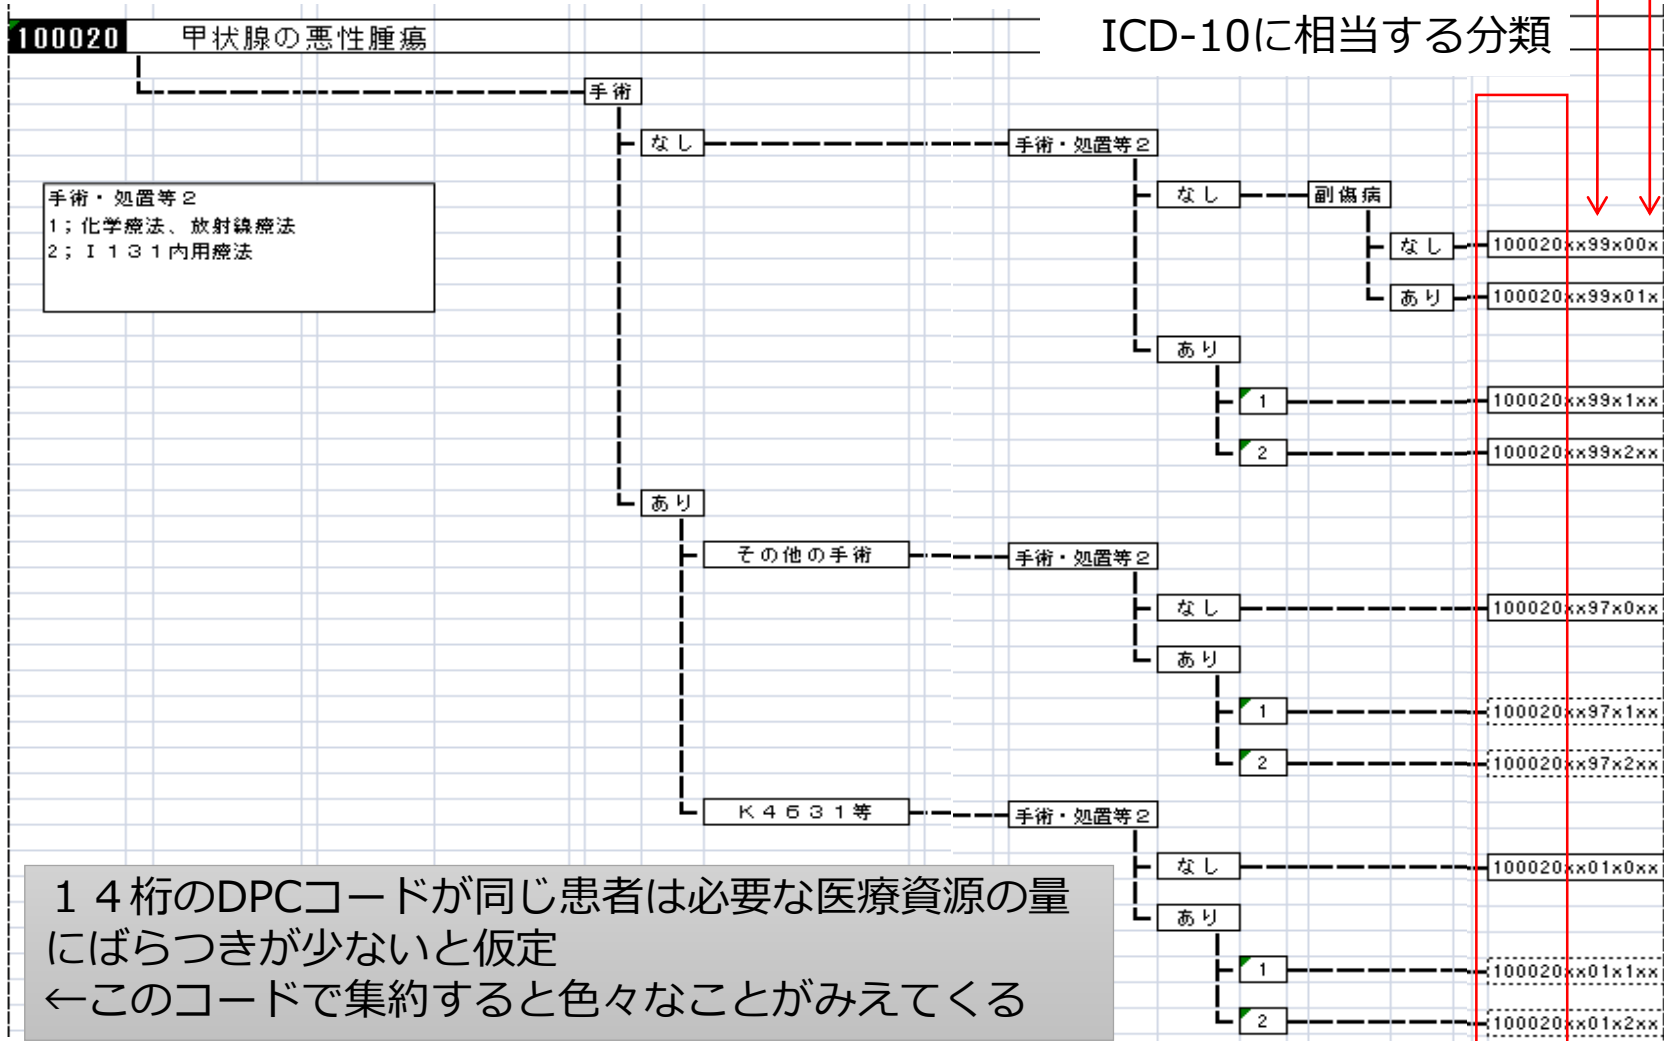 100020 甲状腺の悪性腫瘍
ICD-10に相当する分類
手術
なし
手術・処置等2
手術・処置等2
1;化学療法、放射線療法
2;I131内用療法
なし
副傷病
なし
100020xx99x00x
あり
100020xx99x01x
あり
1
100020xx99x1xx
2
100020xx99x2xx
あり
その他の手術
手術・処置等2
なし
100020xx97x0xx
あり
1
100020xx97x1xx
2
100020xx97x2xx
K4631等
手術・処置等2
なし
100020xx01x0xx
あり
1
100020xx01x1xx
2
100020xx01x2xx
14桁のDPCコードが同じ患者は必要な医療資源の量
にばらつきが少ないと仮定
←このコードで集約すると色々なことがみえてくる